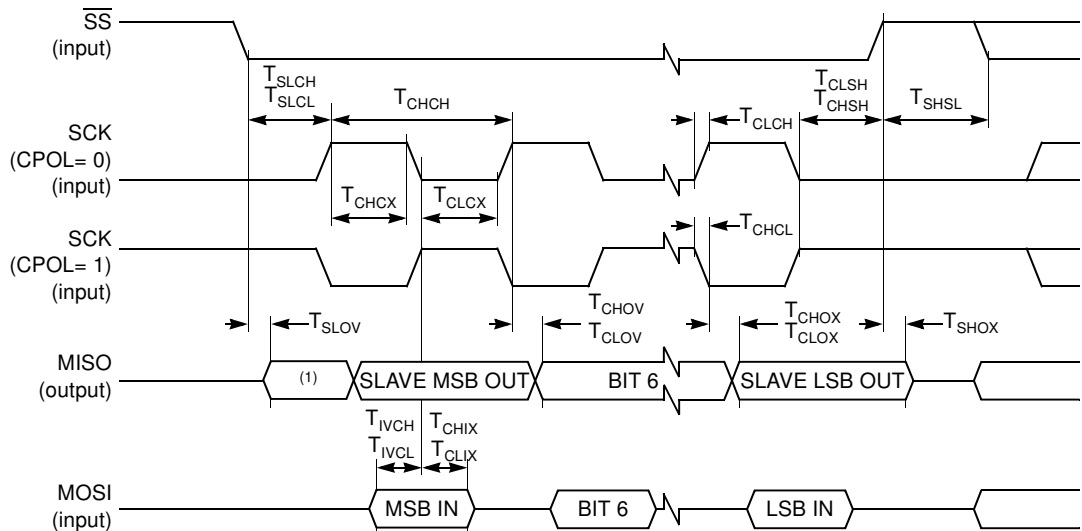 SS
(input)
TSLCH
TSLCL
TCHCH
TCLCH
TCLSH
TCHSH
TSHSL
SCK
(CPOL= 0)
(input)
TCHCX
TCLCX
TCHCL
SCK
(CPOL= 1)
(input)
TSLOV
TCHOV
TCLOV
TCHOX
TCLOX
TSHOX
MISO
(output)
(1)
SLAVE MSB OUT
BIT 6
SLAVE LSB OUT
TIVCH
TIVCL
TCHIX
TCLIX
MOSI
(input)
MSB IN
BIT 6
LSB IN